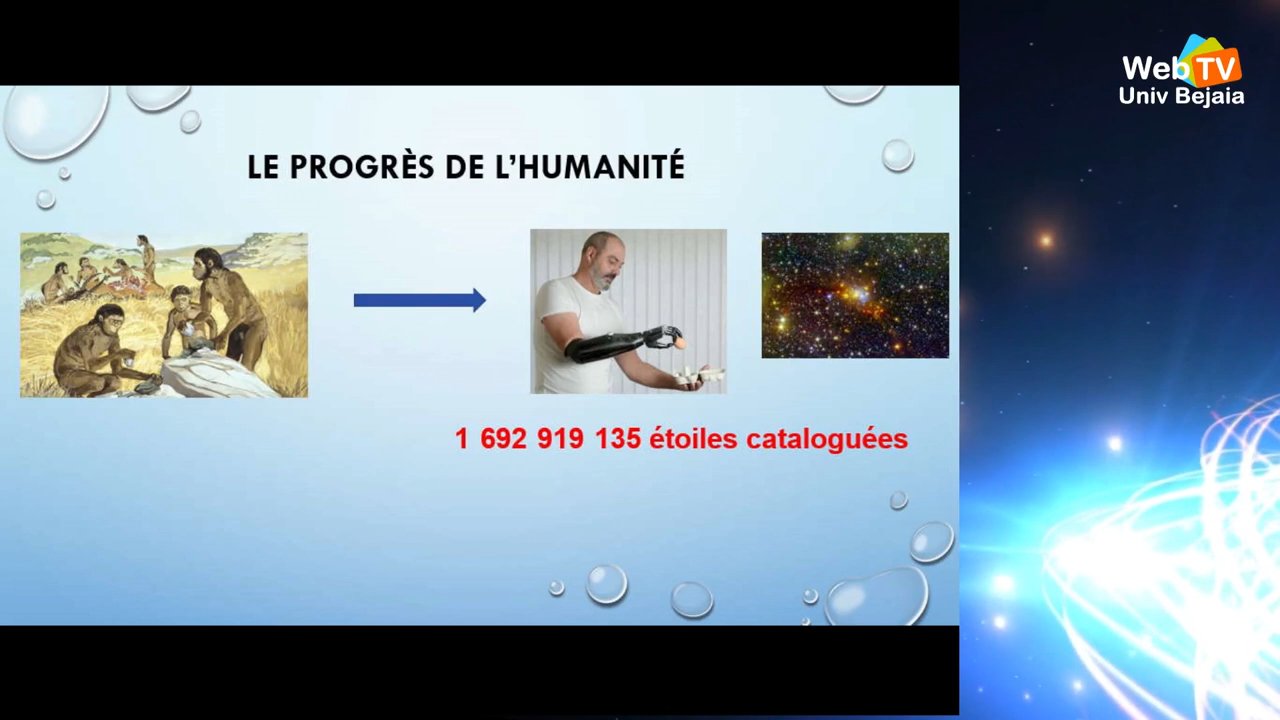 Web TV
Univ Bejaia
LE PROGRÈS DE L'HUMANITÉ
1 692 919 135 étoiles cataloguées